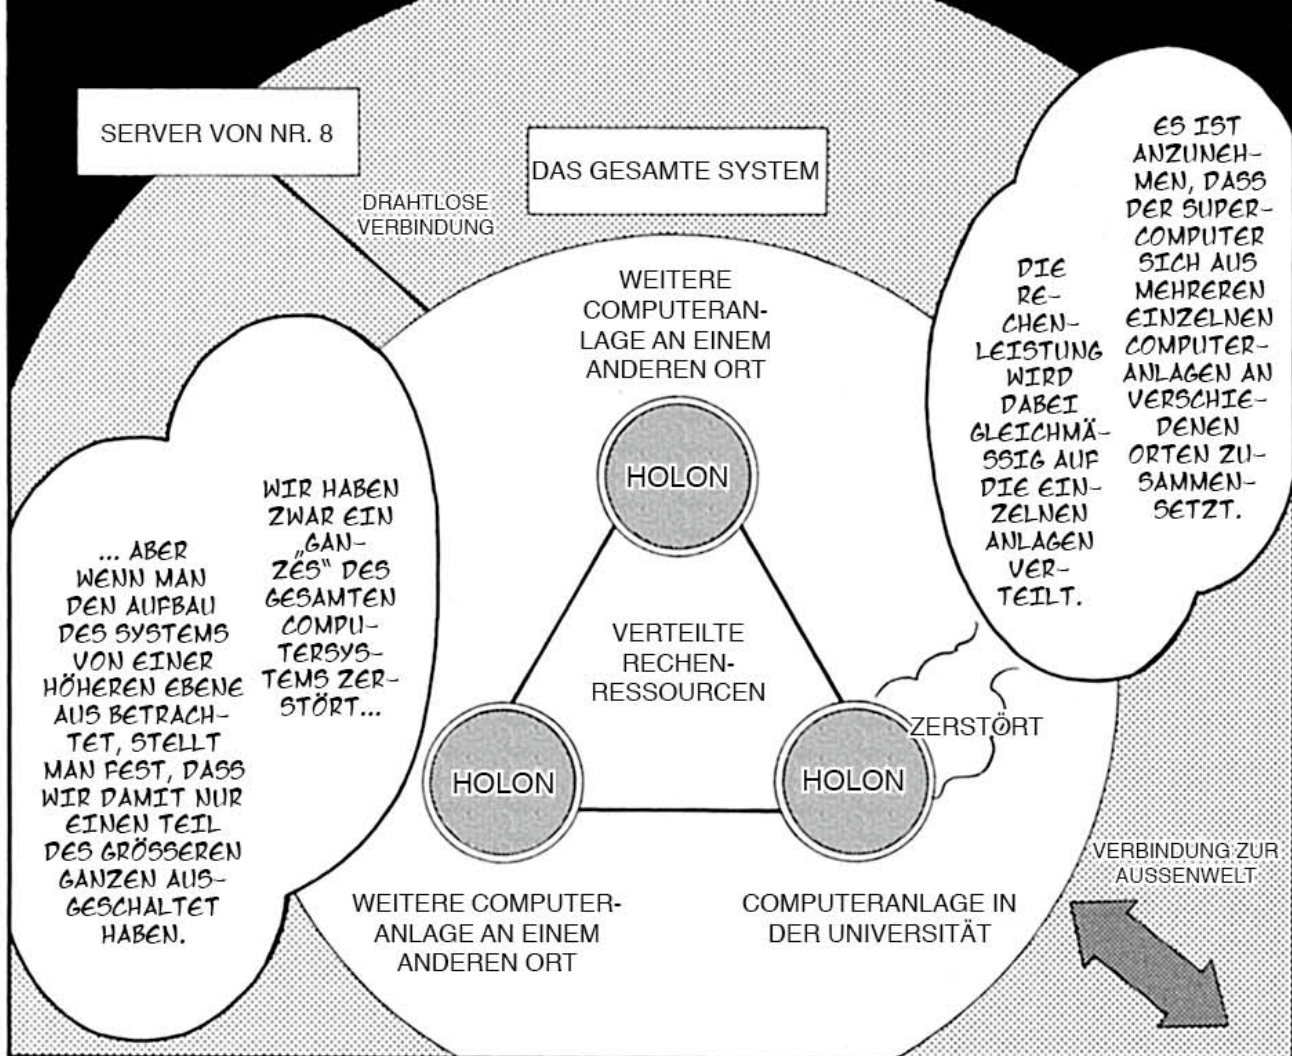 SERVER VON NR. 8
DAS GESAMTE SYSTEM
DRAHTLOSE
VERBINDUNG
ES IST
ANZUNEH-
MEN, DASS
DER SUPER-
COMPUTER
SICH AUS
MEHREREN
EINZELNEN
COMPUTER-
ANLAGEN AN
VERSCHIE-
DENEN
ORTEN ZU-
SAMMEN-
SETZT.
DIE
RE-
CHEN-
LEISTUNG
WIRD
DABEI
GLEICHMÄ-
SSIG AUF
DIE EIN-
ZELNEN
ANLAGEN
VER-
TEILT.
WEITERE
COMPUTERAN-
LAGE AN EINEM
ANDEREN ORT
HOLON
VERTEILTE
RECHEN-
RESSOURCEN
HOLON
HOLON
ZERSTÖRT
WEITERE COMPUTER-
ANLAGE AN EINEM
ANDEREN ORT
COMPUTERANLAGE IN
DER UNIVERSITÄT
VERBINDUNG ZUR
AUSSENWELT
WIR HABEN
ZWAR EIN
„GAN-
ZES“ DES
GESAMTEN
COMPU-
TERSYS-
TEMS ZER-
STÖRT...
... ABER
WENN MAN
DEN AUFBAU
DES SYSTEMS
VON EINER
HÖHEREN EBENE
AUS BETRACH-
TET, STELLT
MAN FEST, DASS
WIR DAMIT NUR
EINEN TEIL
DES GRÖSSEREN
GANZEN AUS-
GESCHALTET
HABEN.